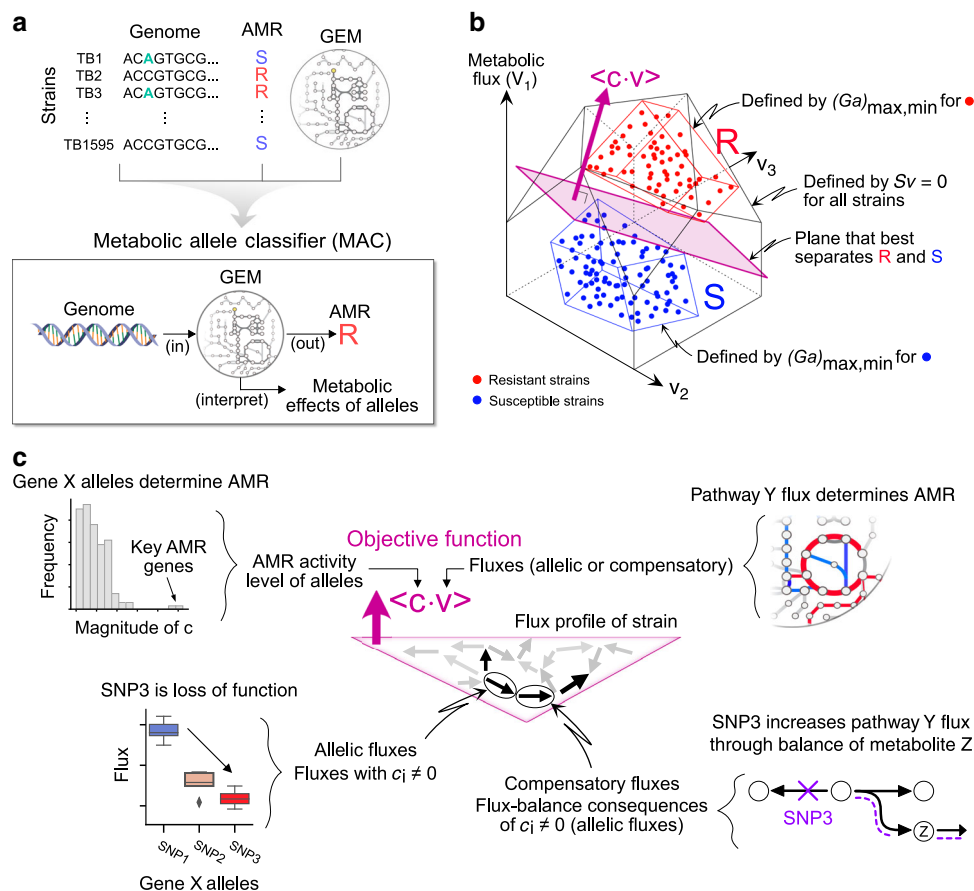 a
Genome AMR GEM
Strains
TB1 ACAGTGCG... S
TB2 ACCGTGCG... R
TB3 ACAGTGCG... R
⋮ ⋮ ⋮
TB1595 ACCGTGCG... S
Metabolic allele classifier (MAC)
Genome
GEM
AMR
R
(in)
(out)
(interpret)
Metabolic
effects of alleles
b
Metabolic
flux (V1)
<c·v>
Defined by (Ga)max,min for
R
v3
Defined by Sv = 0
for all strains
Plane that best
separates R and S
S
Defined by (Ga)max,min for
v2
Resistant strains
Susceptible strains
c
Gene X alleles determine AMR
Frequency
Key AMR
genes
Magnitude of c
AMR activity
level of alleles
Objective function
<c·v>
Fluxes (allelic or compensatory)
Pathway Y flux determines AMR
Flux profile of strain
SNP3 is loss of function
Flux
SNP1
SNP2
SNP3
Gene X alleles
Allelic fluxes
Fluxes with ci ≠ 0
Compensatory fluxes
Flux-balance consequences
of ci ≠ 0 (allelic fluxes)
SNP3 increases pathway Y flux
through balance of metabolite Z
SNP3
Z